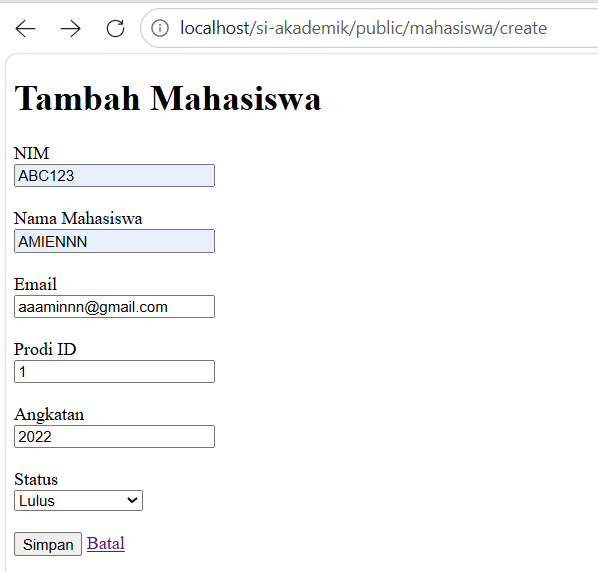 localhost/si-akademik/public/mahasiswa/create
Tambah Mahasiswa
NIM
ABC123
Nama Mahasiswa
AMIENNN
Email
aaaminnn@gmail.com
Prodi ID
1
Angkatan
2022
Status
Lulus
Simpan Batal